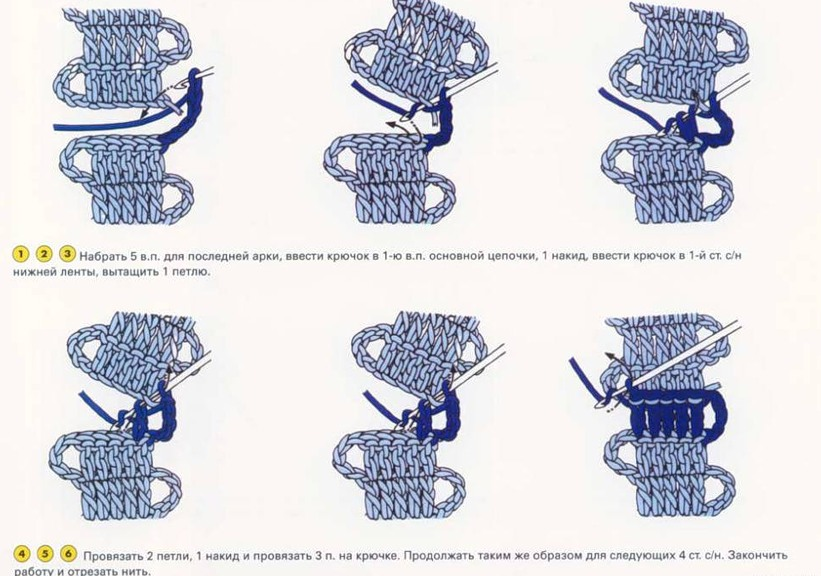 1 2 3 Набрать 5 в.п. для последней арки, ввести крючок в 1-ю в.п. основной цепочки, 1 накид, ввести крючок в 1-й ст. с/н
нижней ленты, вытащить 1 петлю.
4 5 6 Провязать 2 петли, 1 накид и провязать 3 п. на крючке. Продолжать таким же образом для следующих 4 ст. с/н. Закончить
работу и отрезать нить.